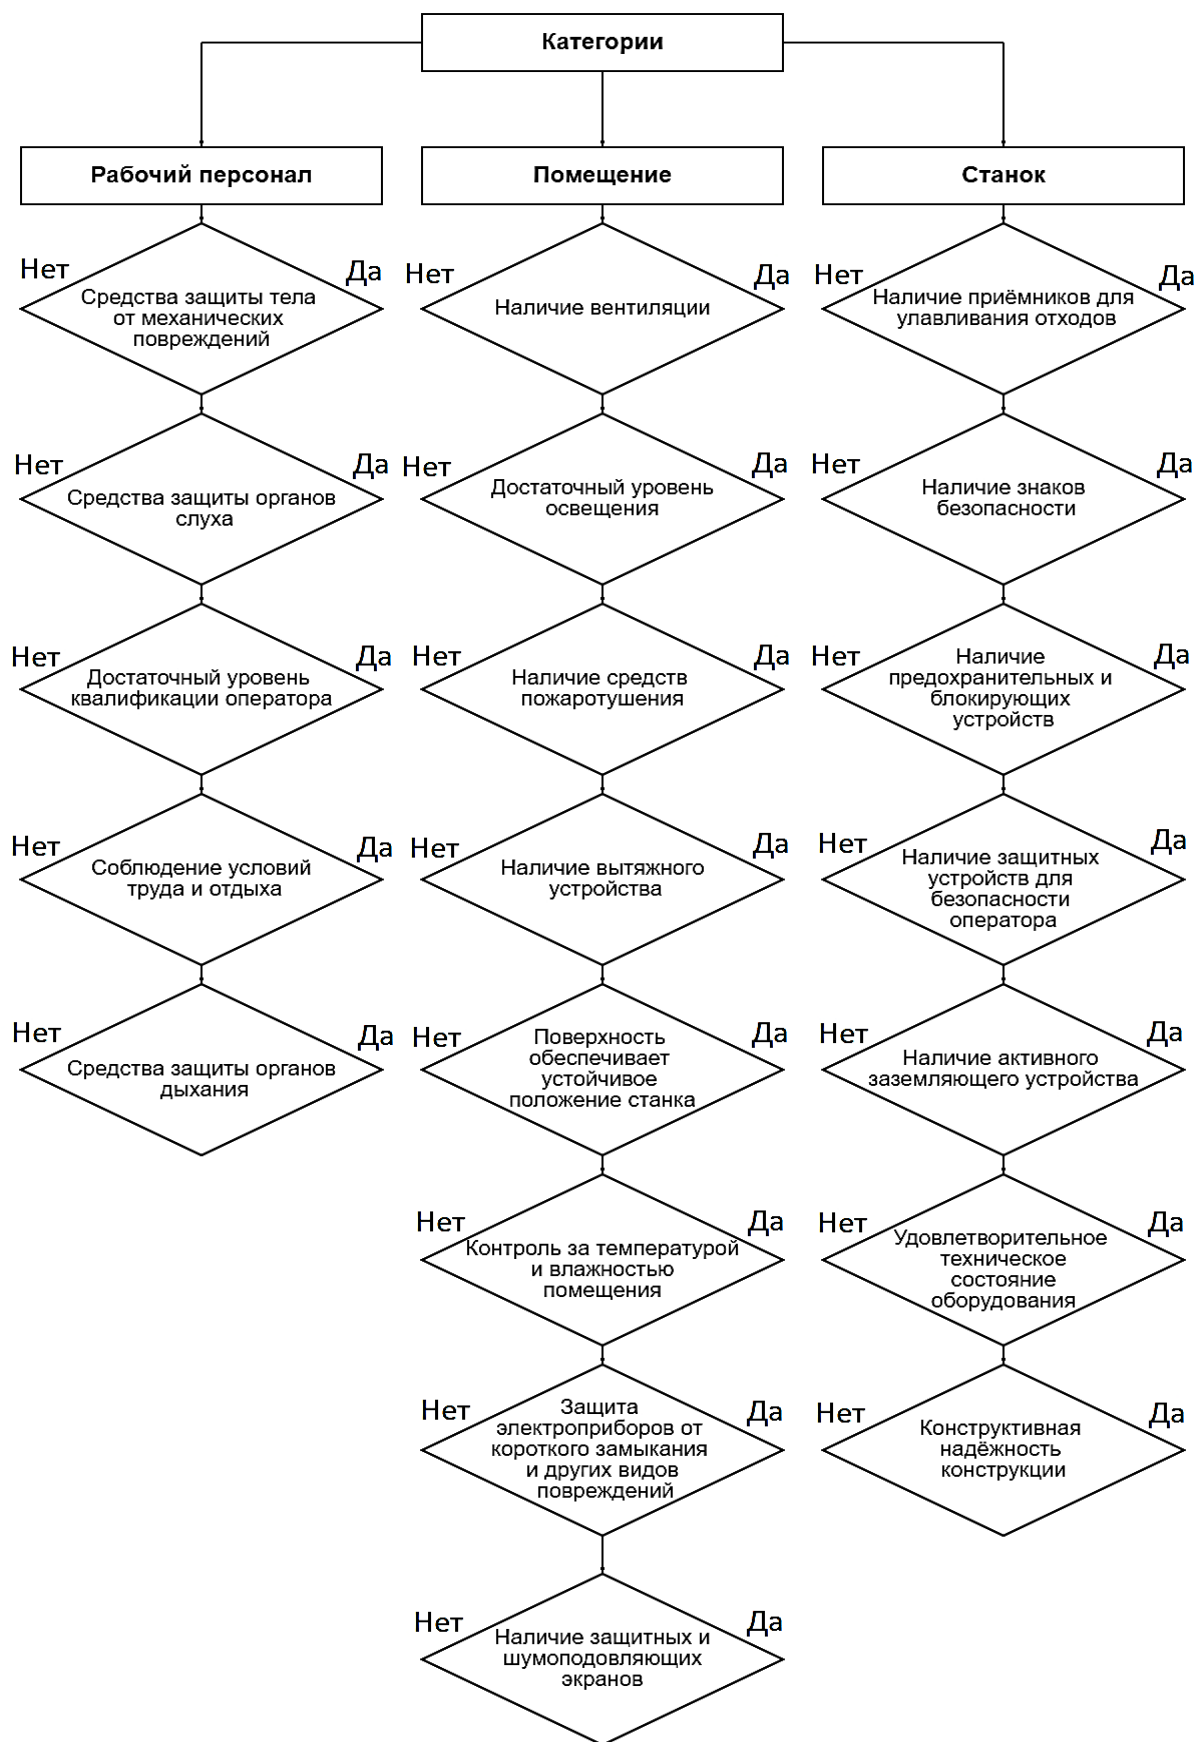 Категории
Рабочий персонал
Нет
Да
Средства защиты тела
от механических
повреждений
Нет
Да
Средства защиты органов
слуха
Нет
Да
Достаточный уровень
квалификации оператора
Нет
Да
Соблюдение условий
труда и отдыха
Нет
Да
Средства защиты органов
дыхания
Помещение
Нет
Да
Наличие вентиляции
Нет
Да
Достаточный уровень
освещения
Нет
Да
Наличие средств
пожаротушения
Нет
Да
Наличие вытяжного
устройства
Нет
Да
Поверхность
обеспечивает
устойчивое
положение станка
Нет
Да
Контроль за температурой
и влажностью
помещения
Нет
Да
Защита
электроприборов от
короткого замыкания
и других видов
повреждений
Нет
Да
Наличие защитных и
шумоподовляющих
экранов
Станок
Нет
Да
Наличие приёмников для
улавливания отходов
Нет
Да
Наличие знаков
безопасности
Нет
Да
Наличие
предохранительных и
блокирующих
устройств
Нет
Да
Наличие защитных
устройств для
безопасности
оператора
Нет
Да
Наличие активного
заземляющего устройства
Нет
Да
Удовлетворительное
техническое
состояние
оборудования
Нет
Да
Конструктивная
надёжность
конструкции